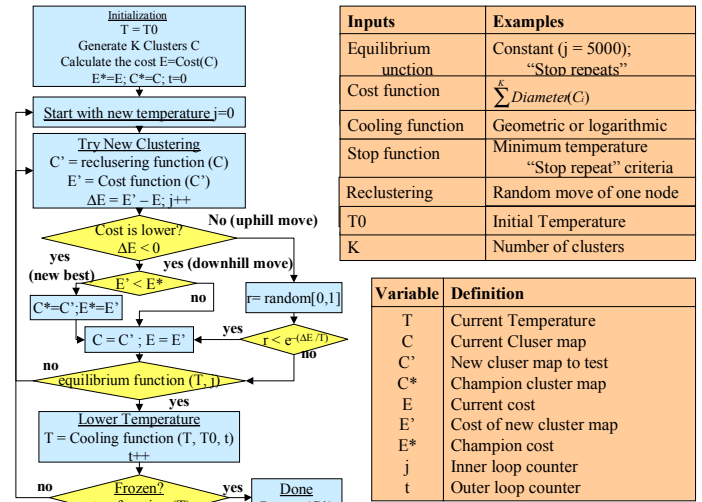 Initialization
T = T0
Generate K Clusters C
Calculate the cost E=Cost(C)
E*=E; C*=C; t=0
Start with new temperature j=0
Try New Clustering
C’ = reclusering function (C)
E’ = Cost function (C’)
ΔE = E’ – E; j++
No (uphill move)
Cost is lower?
ΔE < 0
yes
(new best)
yes (downhill move)
E’ < E*
no
r= random[0,1]
C*=C’;E*=E’
C = C’ ; E = E’
yes
r < e–(ΔE /T)
no
no
equilibrium function (T, j)
yes
Lower Temperature
T = Cooling function (T, T0, t)
t++
no
Frozen?
yes
Done
Inputs Examples
Equilibrium Constant (j = 5000);
unction “Stop repeats”
Cost function K ∑ Diameter(Ci)
Cooling function Geometric or logarithmic
Stop function Minimum temperature
“Stop repeat” criteria
Reclustering Random move of one node
T0 Initial Temperature
K Number of clusters
Variable Definition
T Current Temperature
C Current Cluser map
C’ New cluser map to test
C* Champion cluster map
E Current cost
E’ Cost of new cluster map
E* Champion cost
j Inner loop counter
t Outer loop counter